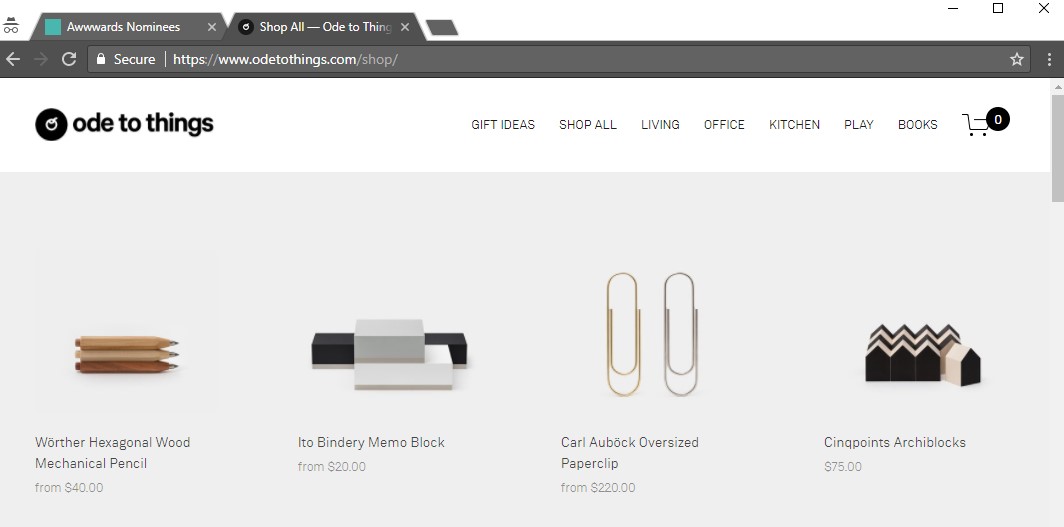 Awwwards Nominees
Shop All — Ode to Thing
Secure
https://www.odetothings.com/shop/
ode to things
GIFT IDEAS
SHOP ALL
LIVING
OFFICE
KITCHEN
PLAY
BOOKS
0
Wörther Hexagonal Wood
Mechanical Pencil
from $40.00
Ito Bindery Memo Block
from $20.00
Carl Auböck Oversized
Paperclip
from $220.00
Cinqpoints Archiblocks
$75.00